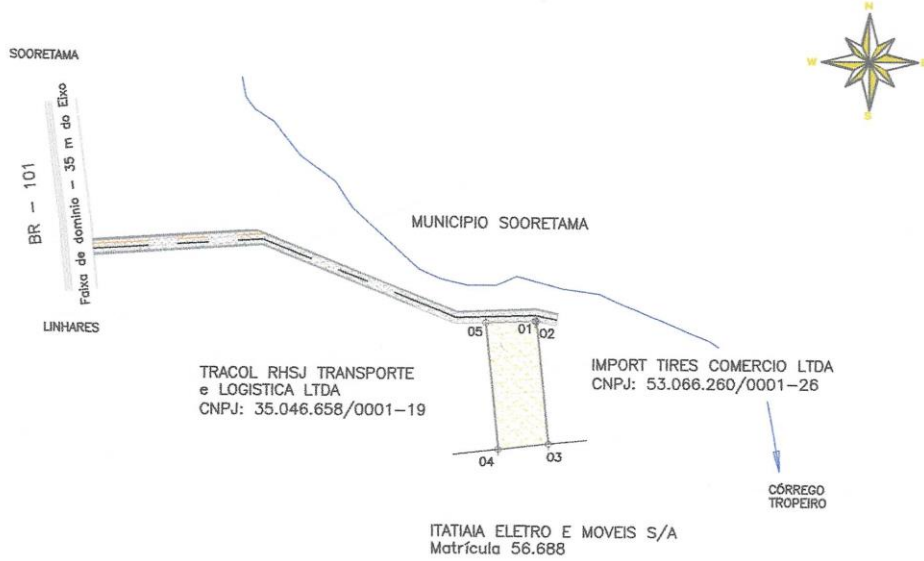 N
W
S
SOORETAMA
BR - 101
Faixa de domínio - 35 m do Eixo
LINHARES
MUNICIPIO SOORETAMA
05
01
02
TRACOL RHSJ TRANSPORTE
e LOGISTICA LTDA
CNPJ: 35.046.658/0001-19
IMPORT TIRES COMERCIO LTDA
CNPJ: 53.066.260/0001-26
04
03
CÓRREGO
TROPEIRO
ITATIAIA ELETRO E MOVEIS S/A
Matrícula 56.688